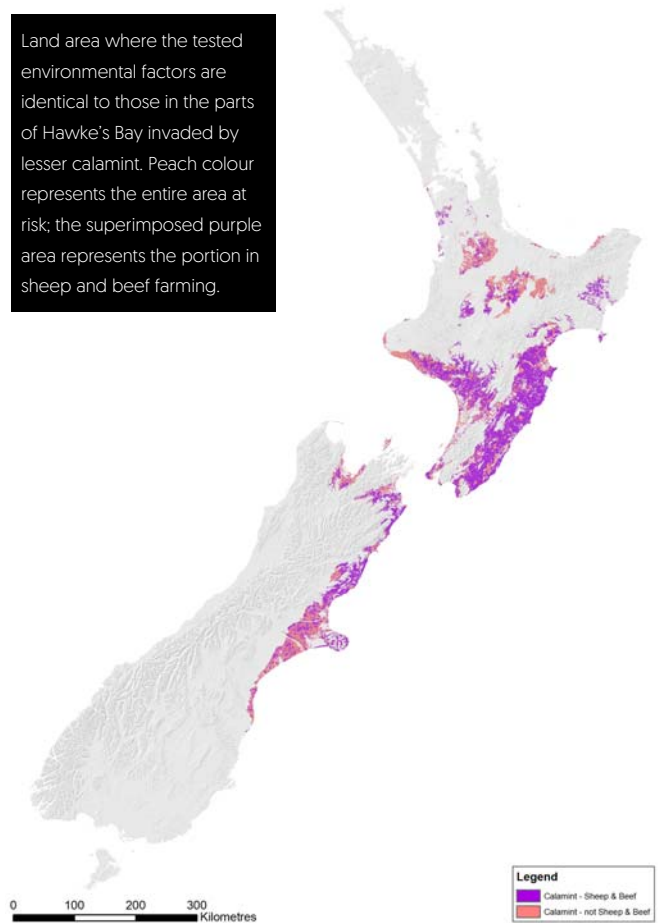 Land area where the tested
environmental factors are
identical to those in the parts
of Hawke’s Bay invaded by
lesser calamint. Peach colour
represents the entire area at
risk; the superimposed purple
area represents the portion in
sheep and beef farming.
0 100 200 300
Kilometres
Legend
Calamint - Sheep & Beef
Calamint - not Sheep & Beef